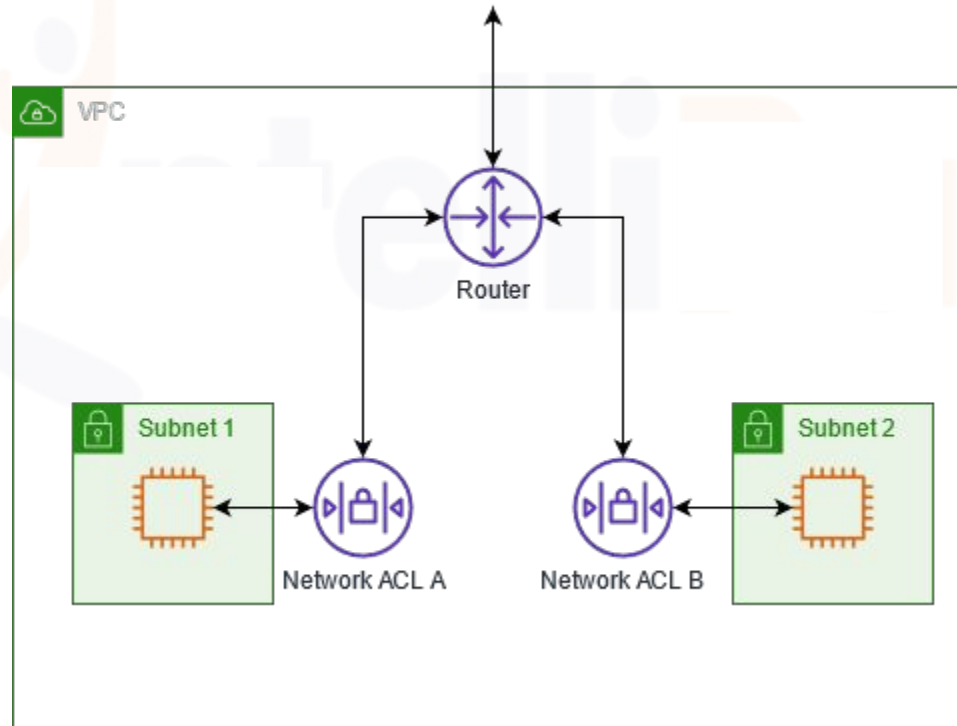 VPC
Router
Subnet 1
Subnet 2
Network ACL A
Network ACL B